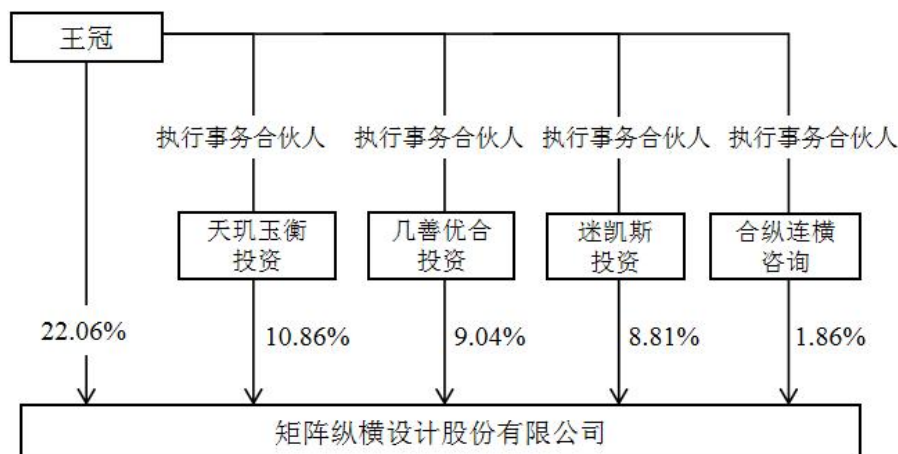 王冠
执行事务合伙人 执行事务合伙人 执行事务合伙人 执行事务合伙人
天玑玉衡
投资
几善优合
投资
迷凯斯
投资
合纵连横
咨询
22.06% 10.86% 9.04% 8.81% 1.86%
矩阵纵横设计股份有限公司